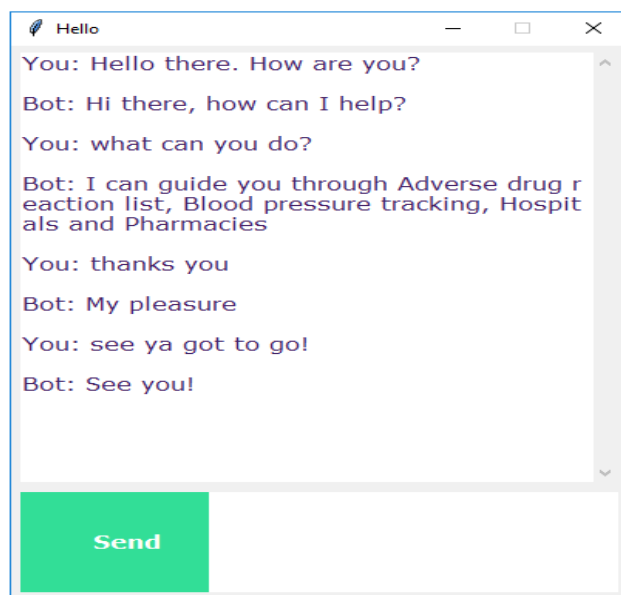 Hello
You: Hello there. How are you?
Bot: Hi there, how can I help?
You: what can you do?
Bot: I can guide you through Adverse drug r
eaction list, Blood pressure tracking, Hospit
als and Pharmacies
You: thanks you
Bot: My pleasure
You: see ya got to go!
Bot: See you!
Send